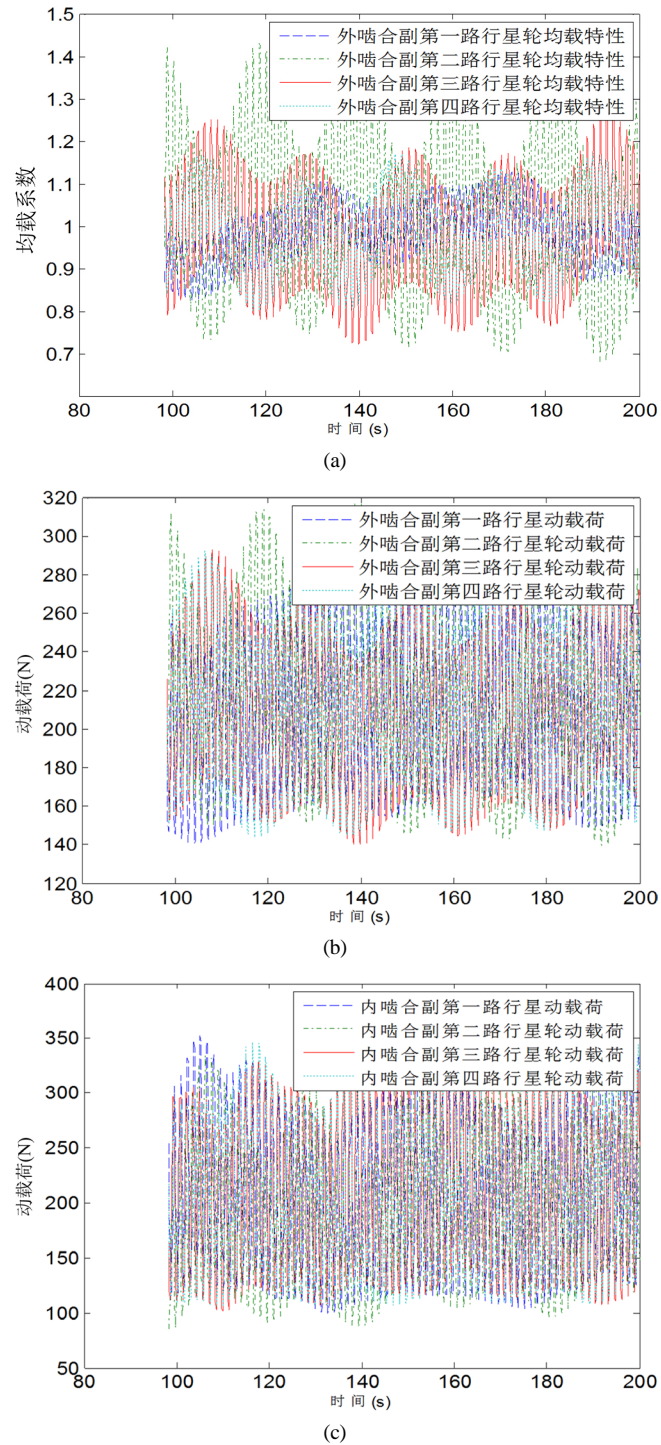 1.5
1.4
1.3
1.2
1.1
1
0.9
0.8
0.7
均载系数
外啮合副第一路行星轮均载特性
外啮合副第二路行星轮均载特性
外啮合副第三路行星轮均载特性
外啮合副第四路行星轮均载特性
80 100 120 140 160 180 200
时 间 (s)
(a)
320
300
280
260
240
220
200
180
160
140
120
动载荷(N)
外啮合副第一路行星动载荷
外啮合副第二路行星轮动载荷
外啮合副第三路行星轮动载荷
外啮合副第四路行星轮动载荷
80 100 120 140 160 180 200
时 间 (s)
(b)
400
350
300
250
200
150
100
50
动载荷(N)
内啮合副第一路行星动载荷
内啮合副第二路行星轮动载荷
内啮合副第三路行星轮动载荷
内啮合副第四路行星轮动载荷
80 100 120 140 160 180 200
时 间 (s)
(c)